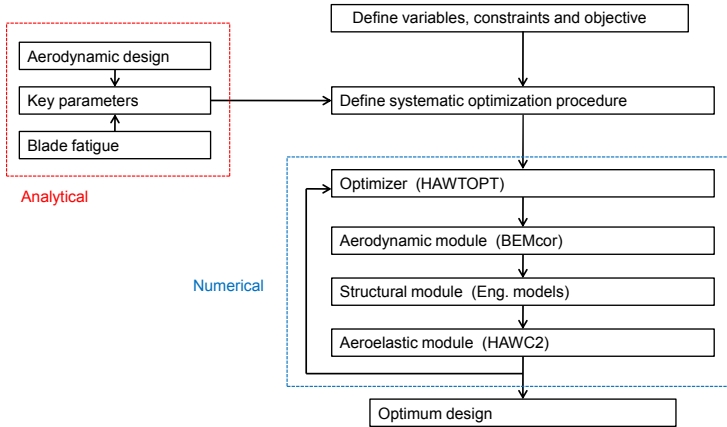 Define variables, constraints and objective
Aerodynamic design
Key parameters
Define systematic optimization procedure
Blade fatigue
Analytical
Optimizer (HAWTOPT)
Aerodynamic module (BEMcor)
Numerical
Structural module (Eng. models)
Aeroelastic module (HAWC2)
Optimum design